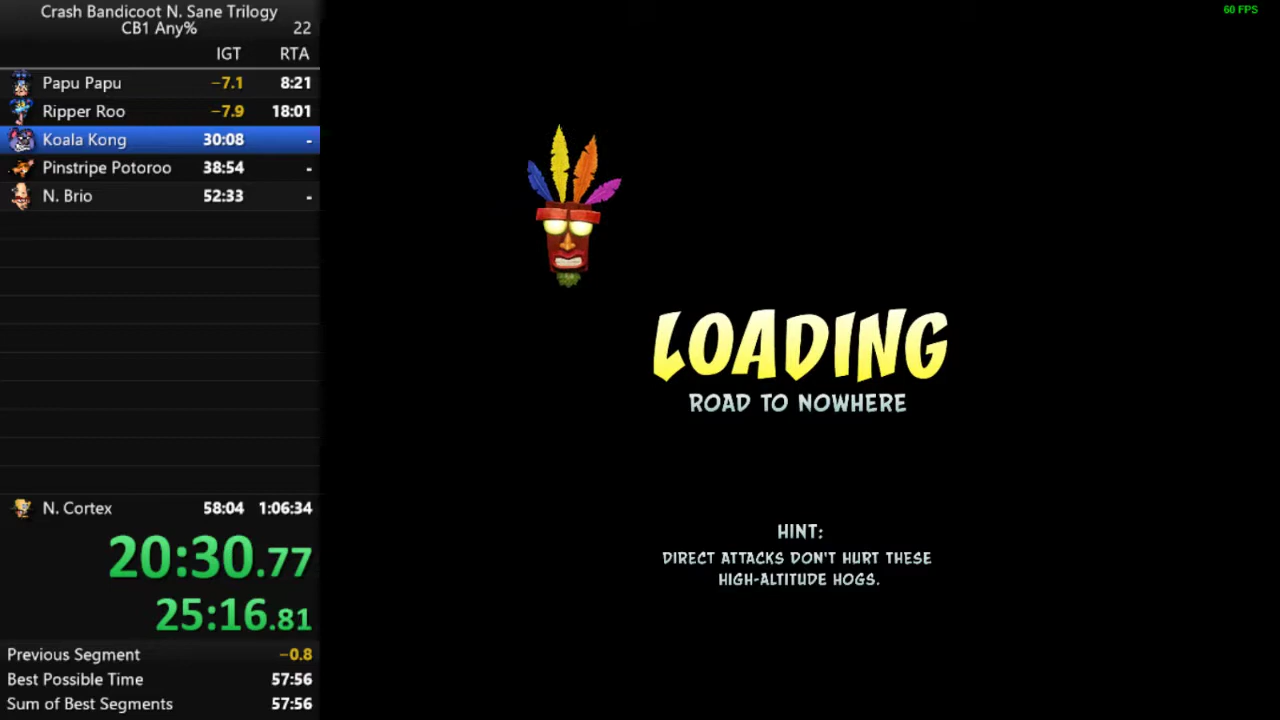 Crash Bandicoot N. Sane Trilogy
CB1 Any% 22
IGT RTA
Papu Papu −7.1 8:21
Ripper Roo −7.9 18:01
Koala Kong 30:08 -
Pinstripe Potoroo 38:54 -
N. Brio 52:33 -
N. Cortex 58:04 1:06:34
20:30.77
25:16.81
Previous Segment −0.8
Best Possible Time 57:56
Sum of Best Segments 57:56
60 FPS
LOADING
ROAD TO NOWHERE
HINT:
DIRECT ATTACKS DON'T HURT THESE
HIGH-ALTITUDE HOGS.